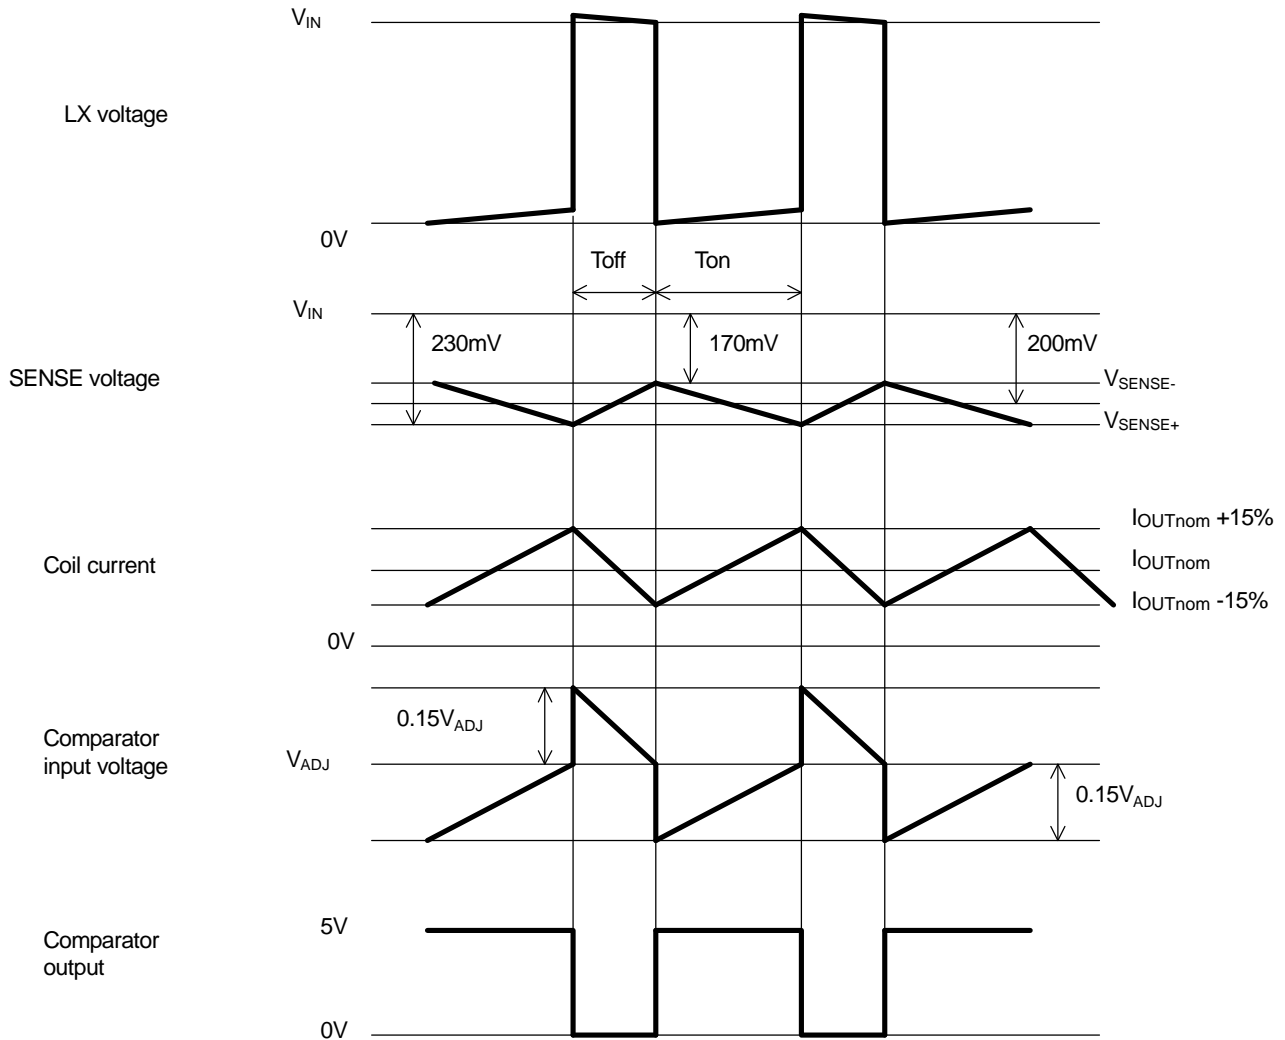 VIN
LX voltage
0V
Toff
Ton
VIN
230mV
170mV
200mV
SENSE voltage
VSENSE-
VSENSE+
IOUTnom +15%
Coil current
IOUTnom
IOUTnom -15%
0V
0.15VADJ
Comparator
input voltage
VADJ
0.15VADJ
5V
Comparator
output
0V